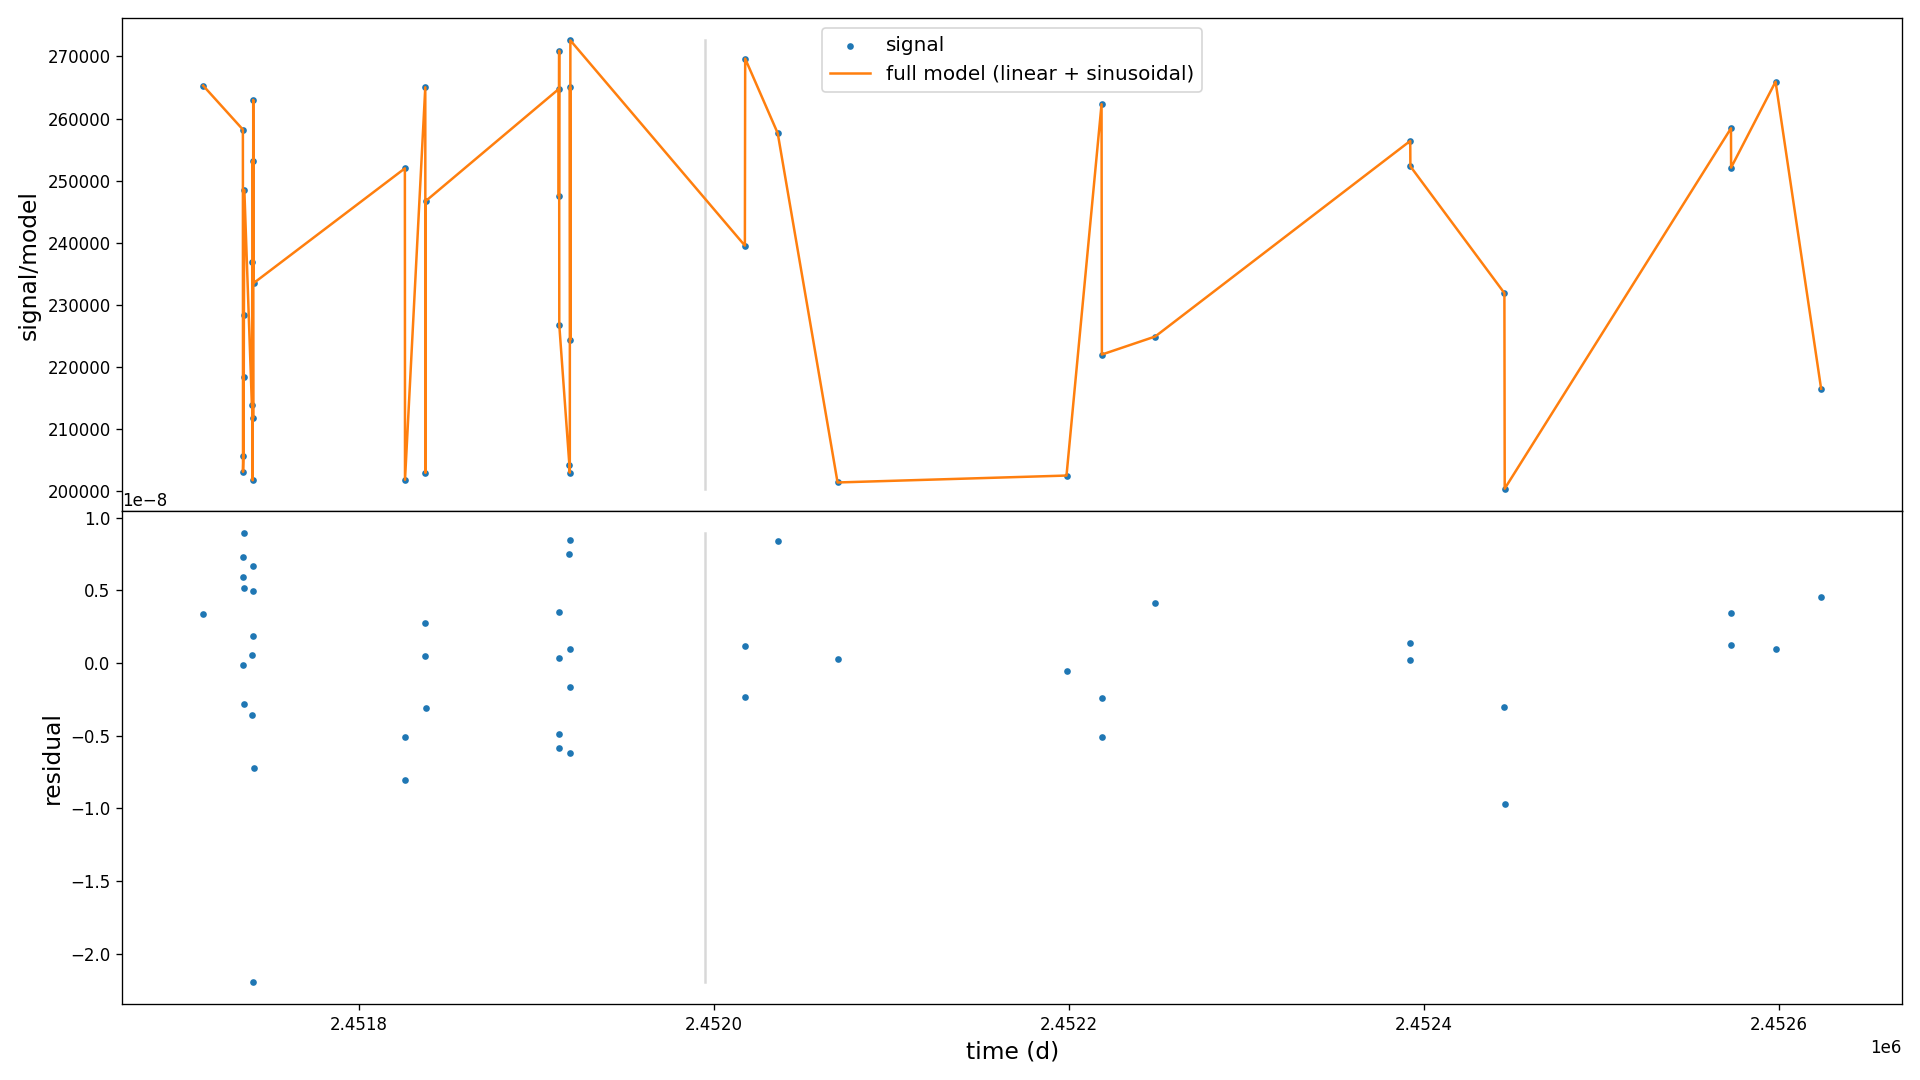 signal
full model (linear + sinusoidal)
signal/model
270000
260000
250000
240000
230000
220000
210000
200000
1e−8
1.0
0.5
0.0
−0.5
−1.0
−1.5
−2.0
residual
2.4518
2.4520
2.4522
2.4524
2.4526
time (d)
1e6